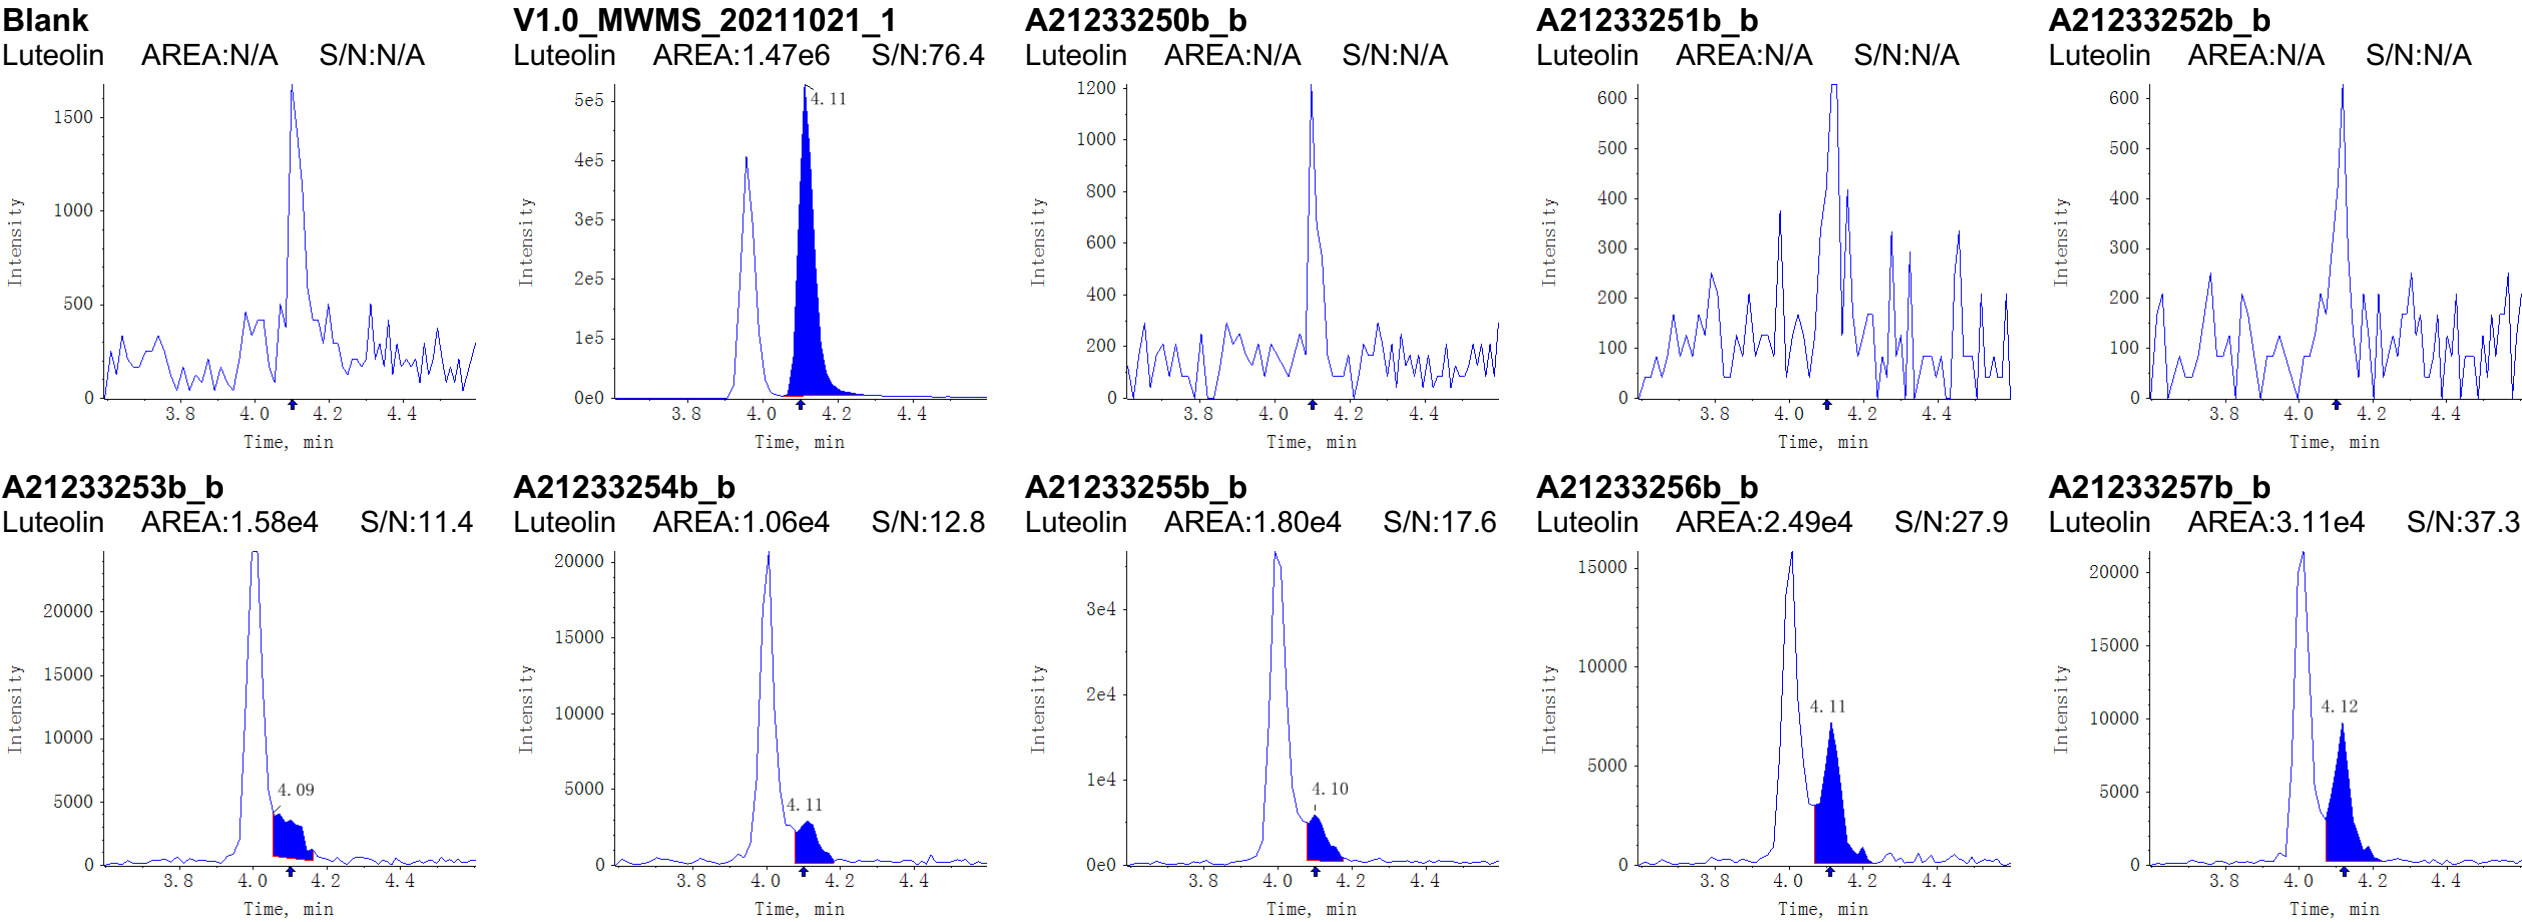 Blank
Luteolin AREA:N/A S/N:N/A
1500
1000
500
0
Intensity
3.8 4.0 4.2 4.4
Time, min
V1.0_MWMS_20211021_1
Luteolin AREA:1.47e6 S/N:76.4
4.11
5e5
4e5
3e5
2e5
1e5
0e0
Intensity
3.8 4.0 4.2 4.4
Time, min
A21233250b_b
Luteolin AREA:N/A S/N:N/A
1200
1000
800
600
400
200
0
Intensity
3.8 4.0 4.2 4.4
Time, min
A21233251b_b
Luteolin AREA:N/A S/N:N/A
600
500
400
300
200
100
0
Intensity
3.8 4.0 4.2 4.4
Time, min
A21233252b_b
Luteolin AREA:N/A S/N:N/A
600
500
400
300
200
100
0
Intensity
3.8 4.0 4.2 4.4
Time, min
A21233253b_b
Luteolin AREA:1.58e4 S/N:11.4
20000
15000
10000
5000
0
4.09
Intensity
3.8 4.0 4.2 4.4
Time, min
A21233254b_b
Luteolin AREA:1.06e4 S/N:12.8
20000
15000
10000
5000
0
4.11
Intensity
3.8 4.0 4.2 4.4
Time, min
A21233255b_b
Luteolin AREA:1.80e4 S/N:17.6
3e4
2e4
1e4
0e0
4.10
Intensity
3.8 4.0 4.2 4.4
Time, min
A21233256b_b
Luteolin AREA:2.49e4 S/N:27.9
15000
10000
5000
0
4.11
Intensity
3.8 4.0 4.2 4.4
Time, min
A21233257b_b
Luteolin AREA:3.11e4 S/N:37.3
20000
15000
10000
5000
0
4.12
Intensity
3.8 4.0 4.2 4.4
Time, min